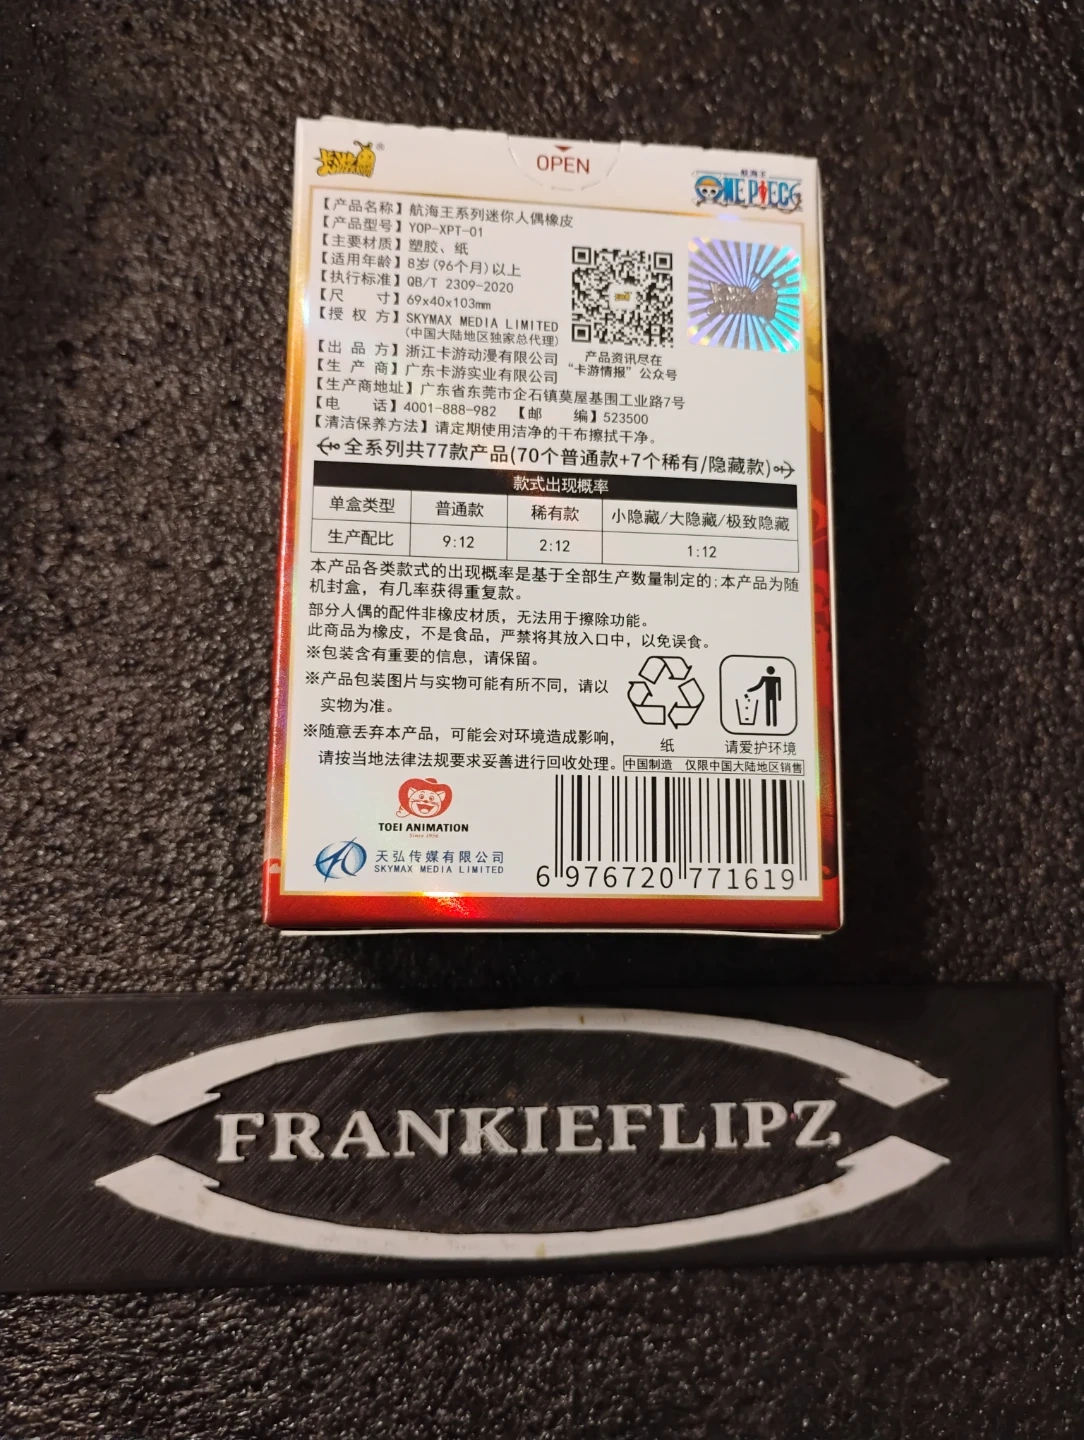 卡游
®
OPEN
航海王
ONE PIECE
【产品名称】航海王系列迷你人偶橡皮
【产品型号】YOP-XPT-01
【主要材质】塑胶、纸
【适用年龄】8岁(96个月)以上
【执行标准】QB/T 2309-2020
【尺 寸】69x40x103mm
【授 权 方】SKYMAX MEDIA LIMITED
(中国大陆地区独家总代理)
【出 品 方】浙江卡游动漫有限公司
【生 产 商】广东卡游实业有限公司
产品资讯尽在
“卡游情报”公众号
【生产商地址】广东省东莞市企石镇莫屋基围工业路7号
【电 话】4001-888-982 【邮 编】523500
【清洁保养方法】请定期使用洁净的干布擦拭干净。
全系列共77款产品(70个普通款+7个稀有/隐藏款)
款式出现概率
单盒类型 普通款 稀有款 小隐藏/大隐藏/极致隐藏
生产配比 9:12 2:12 1:12
本产品各类款式的出现概率是基于全部生产数量制定的;本产品为随
机封盒，有几率获得重复款。
部分人偶的配件非橡皮材质，无法用于擦除功能。
此商品为橡皮，不是食品，严禁将其放入口中，以免误食。
※包装含有重要的信息，请保留。
※产品包装图片与实物可能有所不同，请以
实物为准。
※随意丢弃本产品，可能会对环境造成影响，
请按当地法律法规要求妥善进行回收处理。
纸
请爱护环境
中国制造 仅限中国大陆地区销售
TOEI ANIMATION
Since 1956
天弘传媒有限公司
SKYMAX MEDIA LIMITED
6 976720 771619
FRANKIEFLIPZ